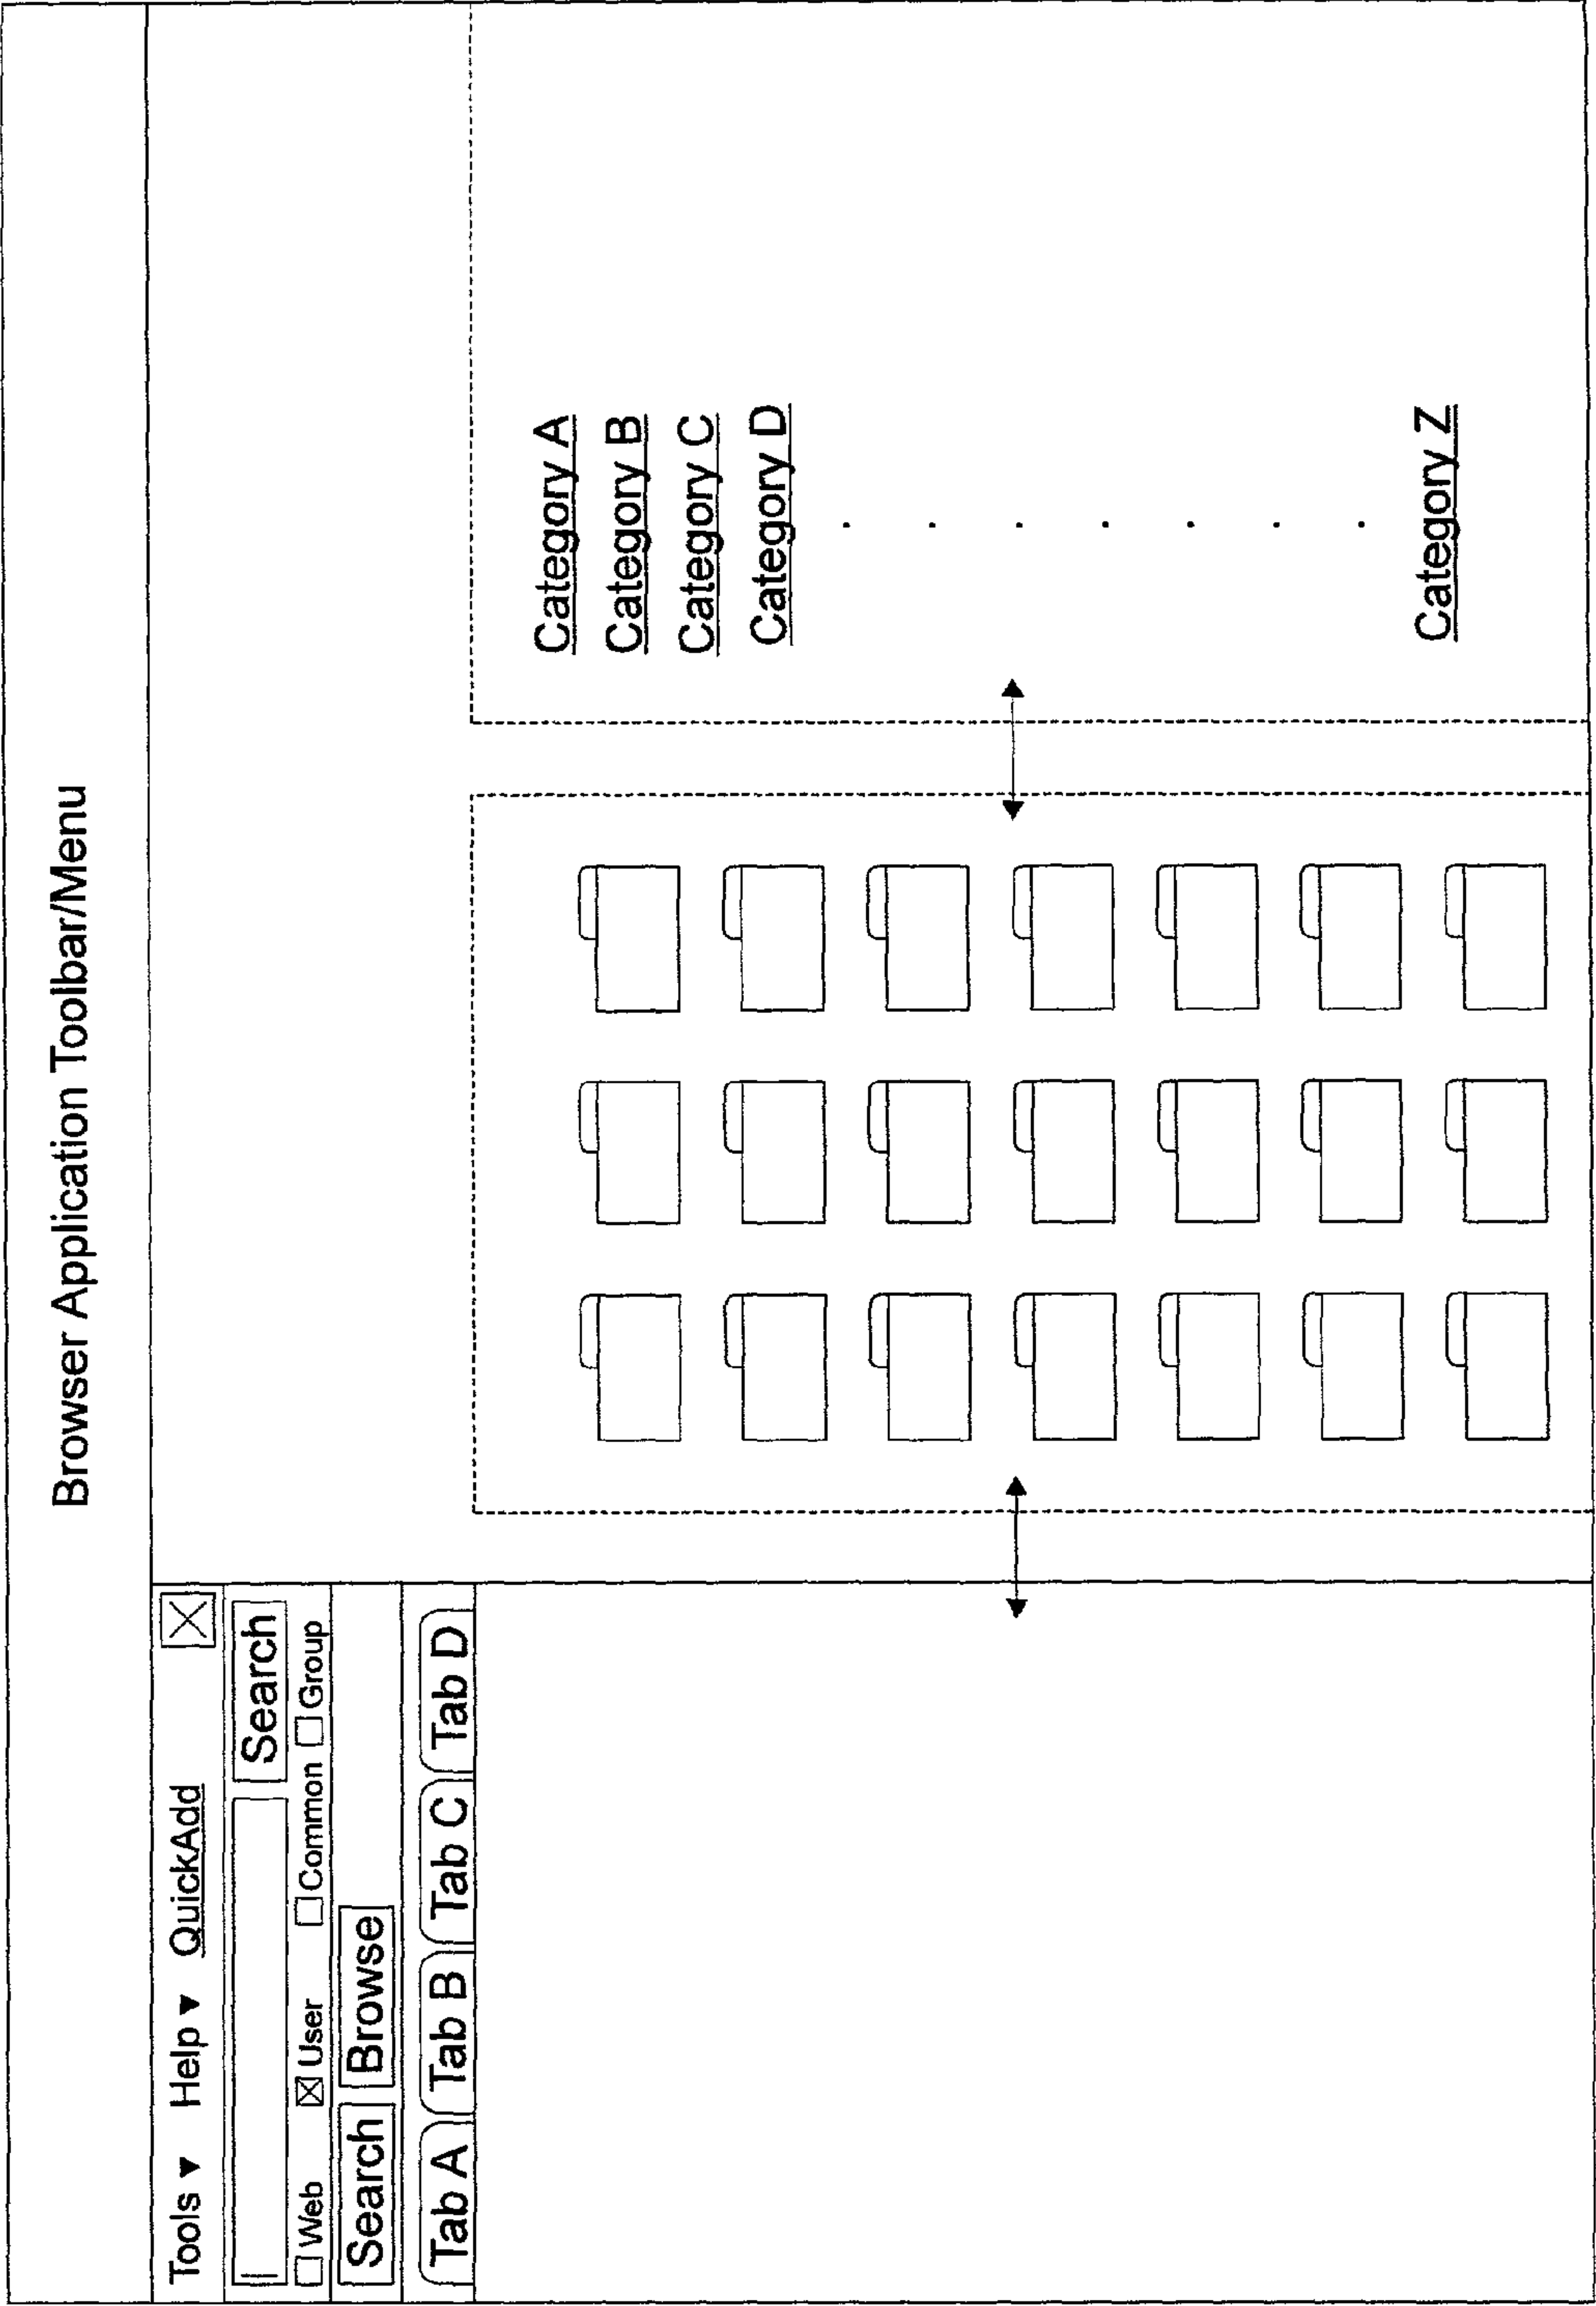 Browser Application Toolbar/Menu
Tools ▼ Help ▼ QuickAdd
Search
Web User Common Group
Search Browse
Tab A Tab B Tab C Tab D
Category A
Category B
Category C
Category D
.
.
.
.
.
.
.
Category Z